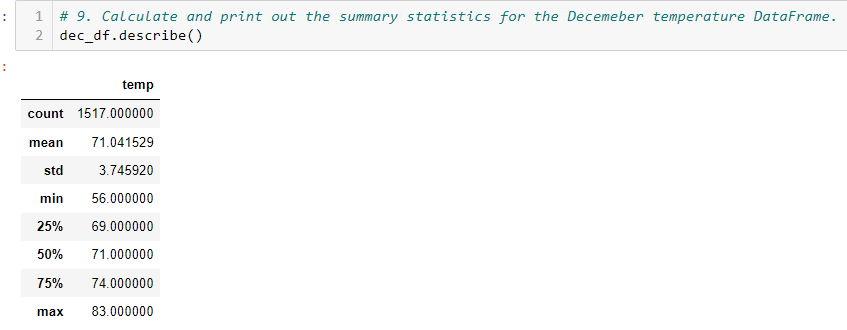 :
1 # 9. Calculate and print out the summary statistics for the Decemeber temperature DataFrame.
2 dec_df.describe()
:
temp
count 1517.000000
mean 71.041529
std 3.745920
min 56.000000
25% 69.000000
50% 71.000000
75% 74.000000
max 83.000000